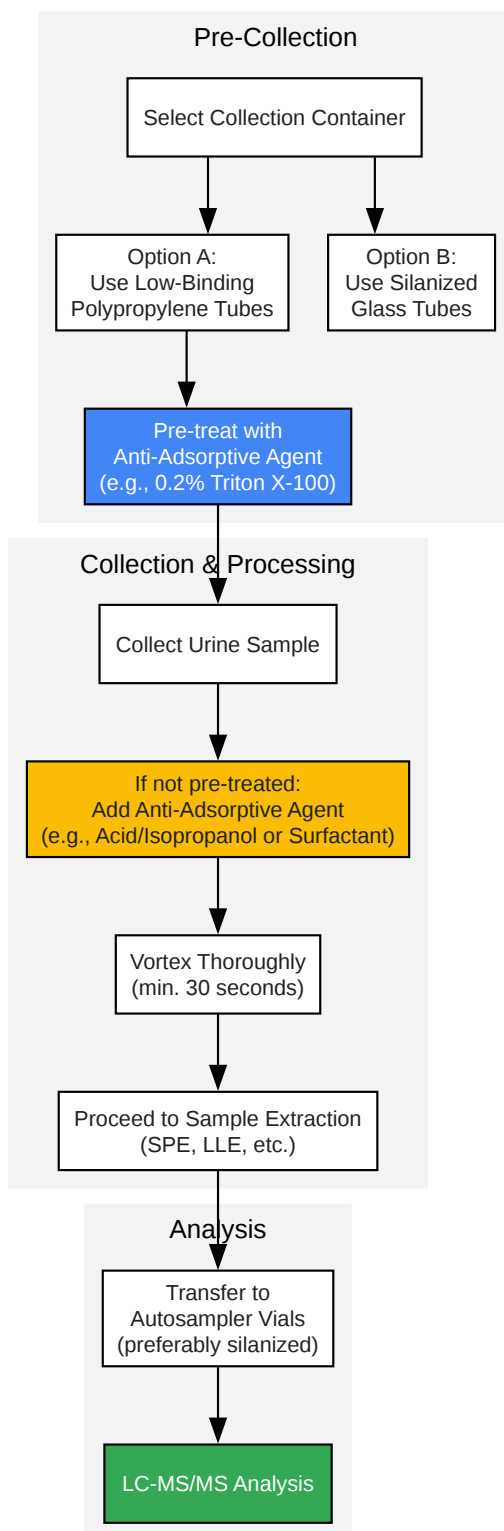 Pre-Collection
Select Collection Container
Option A:
Use Low-Binding
Polypropylene Tubes
Option B:
Use Silanized
Glass Tubes
Pre-treat with
Anti-Adsorptive Agent
(e.g., 0.2% Triton X-100)
Collection & Processing
Collect Urine Sample
If not pre-treated:
Add Anti-Adsorptive Agent
(e.g., Acid/Isopropanol or Surfactant)
Vortex Thoroughly
(min. 30 seconds)
Proceed to Sample Extraction
(SPE, LLE, etc.)
Analysis
Transfer to
Autosampler Vials
(preferably silanized)
LC-MS/MS Analysis